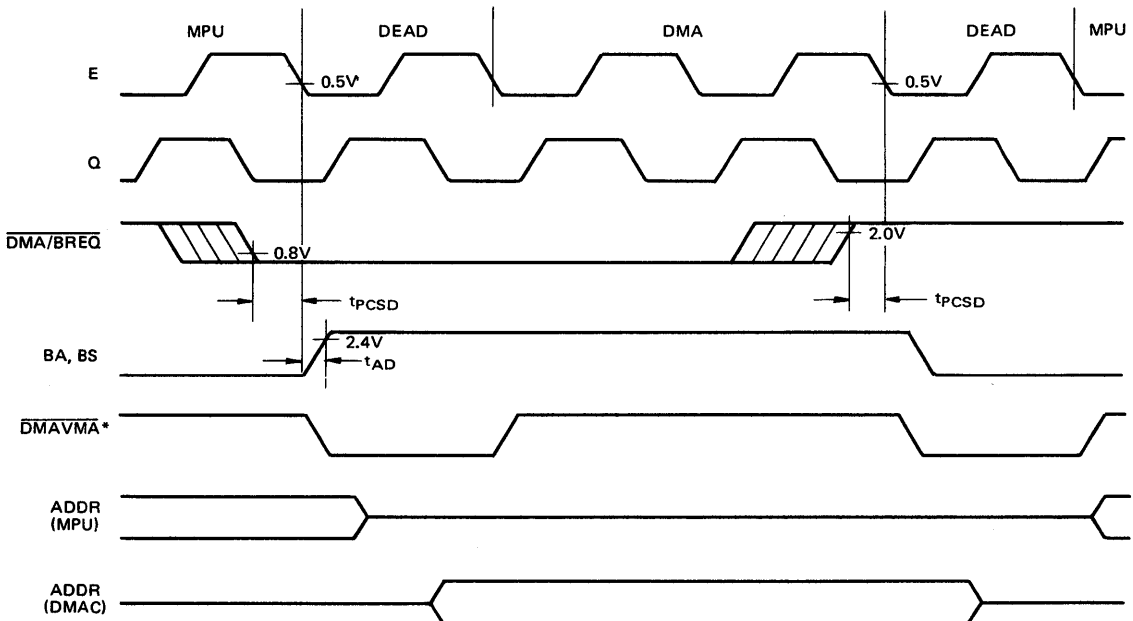 MPU DEAD DMA DEAD MPU
E 0.5V 0.5V
Q
DMA/BREQ 0.8V 2.0V
tPCSD tPCSD
BA, BS 2.4V
tAD
DMAVMA*
ADDR
(MPU)
ADDR
(DMAC)